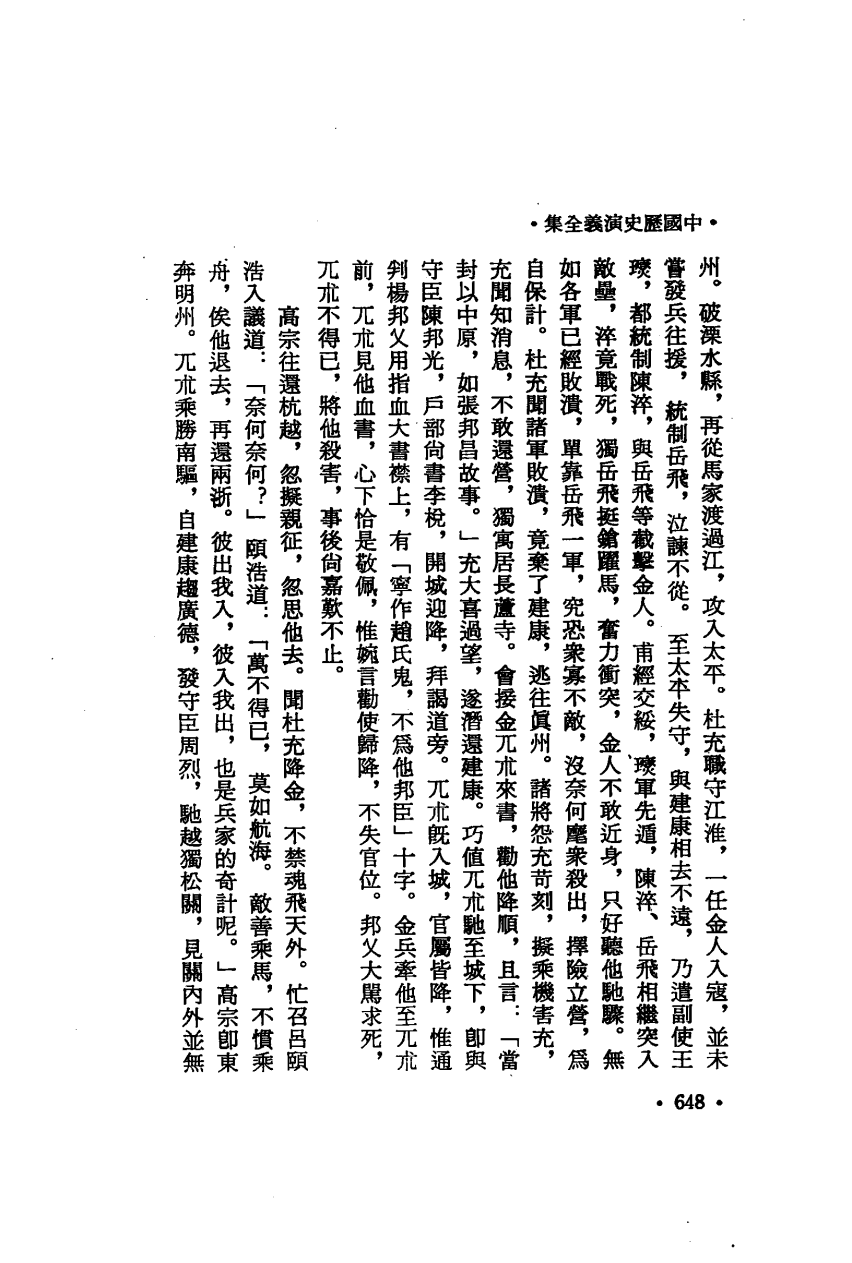 •中國歷史演義全集•
州。破溧水縣，再從馬家渡過江，攻入太平。杜充職守江淮，一任金人入寇，並未
嘗發兵往援，統制岳飛，泣諫不從。至太平失守，與建康相去不遠，乃遣副使王
𤫉，都統制陳淬，與岳飛等截擊金人。甫經交綏，𤫉軍先遁，陳淬、岳飛相繼突入
敵壘，淬竟戰死，獨岳飛挺鎗躍馬，奮力衝突，金人不敢近身，只好聽他馳驟。無
如各軍已經敗潰，單靠岳飛一軍，究恐衆寡不敵，沒奈何麾衆殺出，擇險立營，爲
自保計。杜充聞諸軍敗潰，竟棄了建康，逃往眞州。諸將怨充苛刻，擬乘機害充，
充聞知消息，不敢還營，獨寓居長蘆寺。會接金兀朮來書，勸他降順，且言：「當
封以中原，如張邦昌故事。」充大喜過望，遂潛還建康。巧值兀朮馳至城下，卽與
守臣陳邦光，戶部尙書李梲，開城迎降，拜謁道旁。兀朮旣入城，官屬皆降，惟通
判楊邦乂用指血大書襟上，有「寧作趙氏鬼，不爲他邦臣」十字。金兵牽他至兀朮
前，兀朮見他血書，心下恰是敬佩，惟婉言勸使歸降，不失官位。邦乂大罵求死，
兀朮不得已，將他殺害，事後尙嘉歎不止。
高宗往還杭越，忽擬親征，忽思他去。聞杜充降金，不禁魂飛天外。忙召呂頤
浩入議道：「奈何奈何？」頤浩道：「萬不得已，莫如航海。敵善乘馬，不慣乘
舟，俟他退去，再還兩浙。彼出我入，彼入我出，也是兵家的奇計呢。」高宗卽東
奔明州。兀朮乘勝南驅，自建康趨廣德，發守臣周烈，馳越獨松關，見關內外並無
•648•